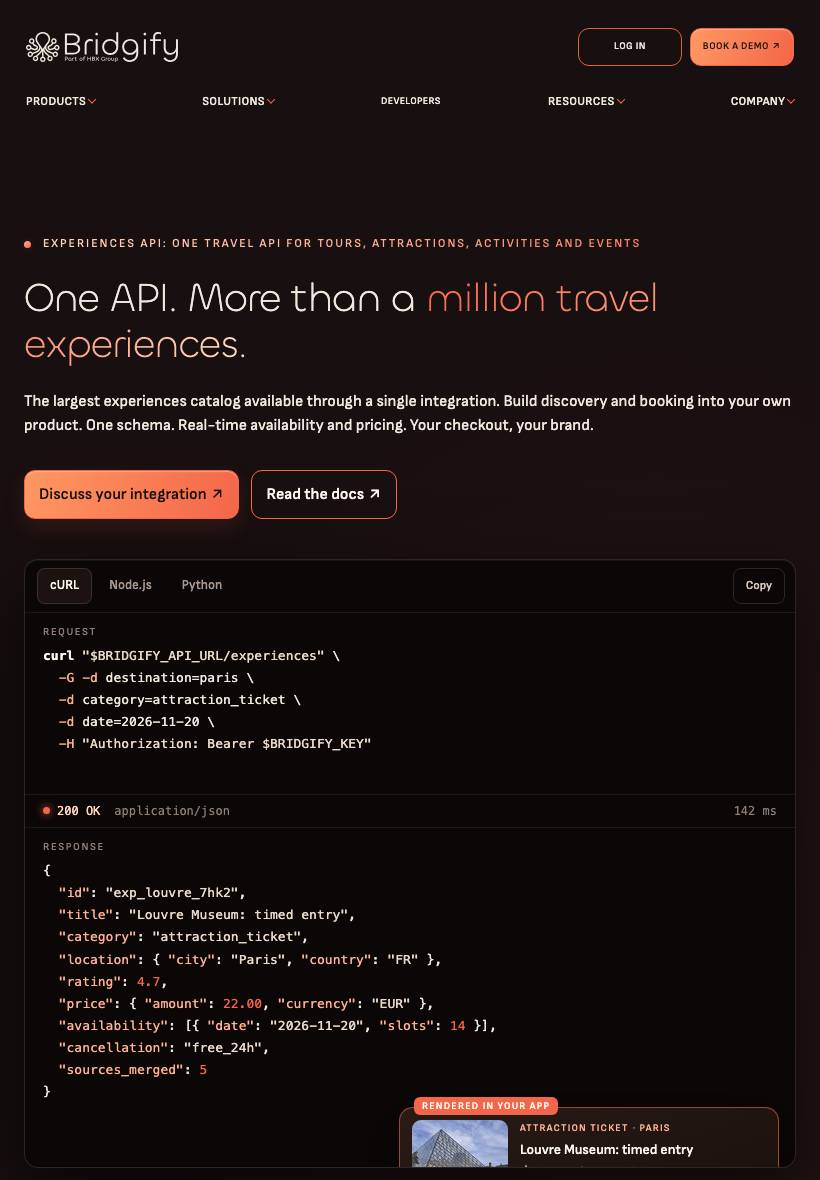 Bridgify
Part of HBX Group
LOG IN
BOOK A DEMO ↗
PRODUCTS
SOLUTIONS
DEVELOPERS
RESOURCES
COMPANY
EXPERIENCES API: ONE TRAVEL API FOR TOURS, ATTRACTIONS, ACTIVITIES AND EVENTS
One API. More than a million travel
experiences.
The largest experiences catalog available through a single integration. Build discovery and booking into your own
product. One schema. Real-time availability and pricing. Your checkout, your brand.
Discuss your integration ↗
Read the docs ↗
cURL
Node.js
Python
Copy
REQUEST
curl "$BRIDGIFY_API_URL/experiences" \
  -G -d destination=paris \
  -d category=attraction_ticket \
  -d date=2026-11-20 \
  -H "Authorization: Bearer $BRIDGIFY_KEY"
200 OK application/json 142 ms
RESPONSE
{
  "id": "exp_louvre_7hk2",
  "title": "Louvre Museum: timed entry",
  "category": "attraction_ticket",
  "location": { "city": "Paris", "country": "FR" },
  "rating": 4.7,
  "price": { "amount": 22.00, "currency": "EUR" },
  "availability": [{ "date": "2026-11-20", "slots": 14 }],
  "cancellation": "free_24h",
  "sources_merged": 5
}
RENDERED IN YOUR APP
ATTRACTION TICKET · PARIS
Louvre Museum: timed entry